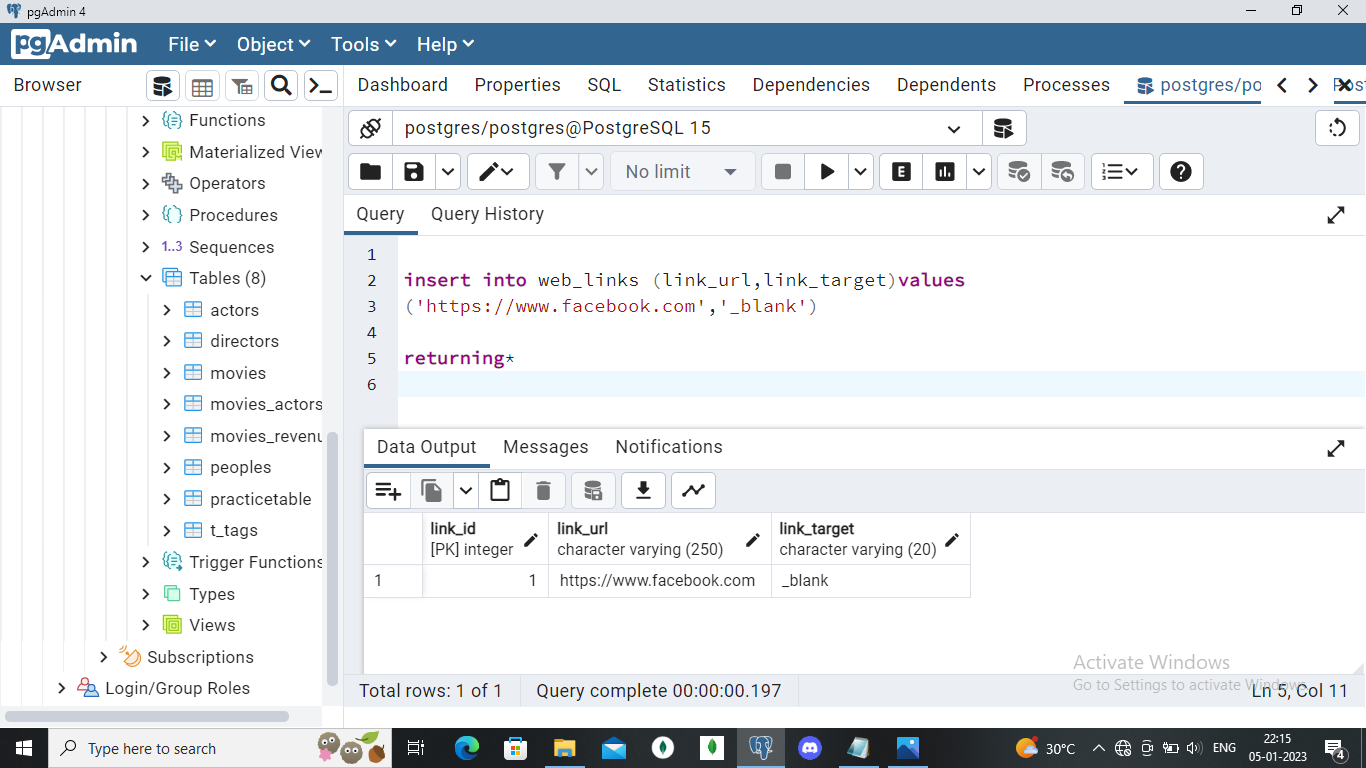 pgAdmin 4
pgAdmin File Object Tools Help
Browser
Dashboard Properties SQL Statistics Dependencies Dependents Processes postgres/po
Functions
Materialized View
Operators
Procedures
1..3 Sequences
Tables (8)
actors
directors
movies
movies_actors
movies_revenu
peoples
practicetable
t_tags
Trigger Functions
Types
Views
Subscriptions
Login/Group Roles
postgres/postgres@PostgreSQL 15
No limit
E
Query Query History
1
2 insert into web_links (link_url,link_target)values
3 ('https://www.facebook.com','_blank')
4
5 returning*
6
Data Output Messages Notifications
link_id link_url link_target
[PK] integer character varying (250) character varying (20)
1 1 https://www.facebook.com _blank
Activate Windows
Go to Settings to activate Windows.
Total rows: 1 of 1 Query complete 00:00:00.197 Ln 5, Col 11
Type here to search
30°C
ENG
22:15
05-01-2023
4